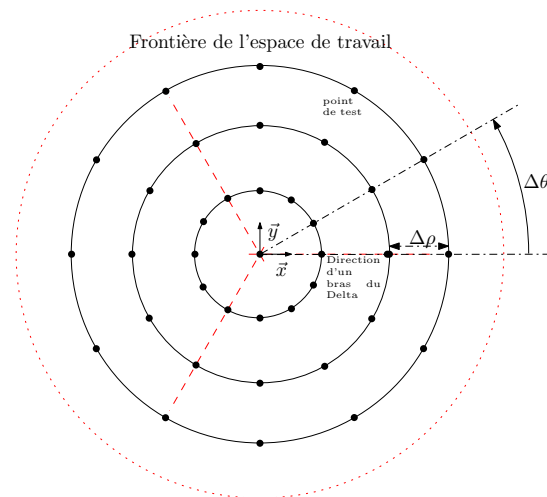 Frontière de l'espace de travail
point
de test
Δθ
Δρ
y⃗
x⃗
Direction
d'un
bras du
Delta